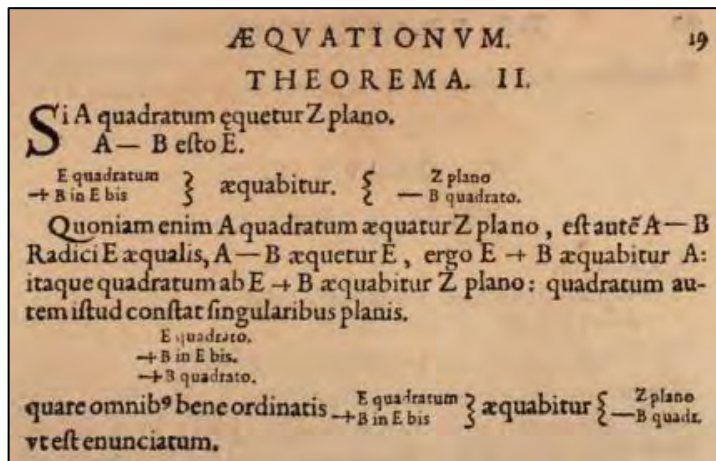 ÆQVATIONVM. 19
THEOREMA. II.
Si A quadratum ęquetur Z plano.
A — B eſto E.
E quadratum
+ B in E bis } æquabitur. { Z plano
— B quadrato.
Quoniam enim A quadratum æquatur Z plano, eſt autē A — B
Radici E æqualis, A — B æquetur E, ergo E + B æquabitur A:
itaque quadratum ab E + B æquabitur Z plano: quadratum au-
tem iſtud conſtat ſingularibus planis.
E quadrato.
+ B in E bis.
+ B quadrato.
quare omnibꝰ bene ordinatis E quadratum
+ B in E bis } æquabitur { Z plano
— B quadr.
vt eſt enunciatum.